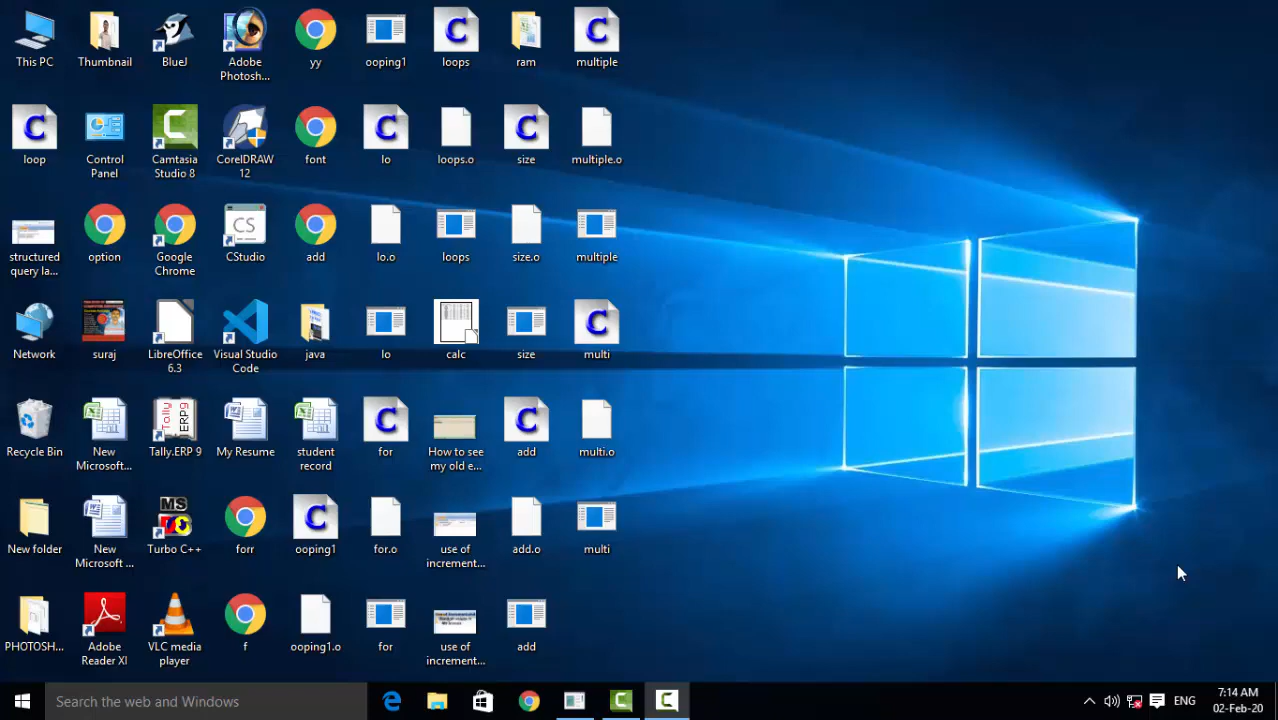 This PC
Thumbnail
BlueJ
Adobe
Photosh...
yy
ooping1
C
loops
ram
C
multiple
C
loop
Control
Panel
C
Camtasia
Studio 8
CorelDRAW
12
font
C
lo
loops.o
C
size
multiple.o
structured
query la...
option
Google
Chrome
CS
CStudio
add
lo.o
loops
size.o
multiple
Network
suraj
LibreOffice
6.3
Visual Studio
Code
java
lo
calc
size
C
multi
Recycle Bin
New
Microsoft...
Tally
ERP9
Tally.ERP 9
My Resume
student
record
C
for
How to see
my old e...
C
add
multi.o
New folder
New
Microsoft ...
MS
Turbo C++
forr
C
ooping1
for.o
use of
increment...
add.o
multi
PHOTOSH...
Adobe
Reader XI
VLC media
player
f
ooping1.o
for
use of
increment...
add
Search the web and Windows
ENG
7:14 AM
02-Feb-20